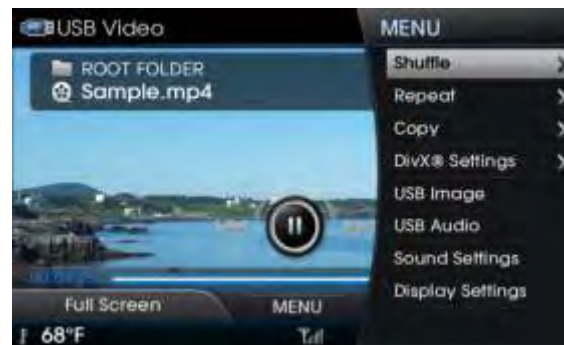 USB Video
ROOT FOLDER
Sample.mp4
Full Screen
MENU
68°F
MENU
Shuffle
Repeat
Copy
DivX® Settings
USB Image
USB Audio
Sound Settings
Display Settings